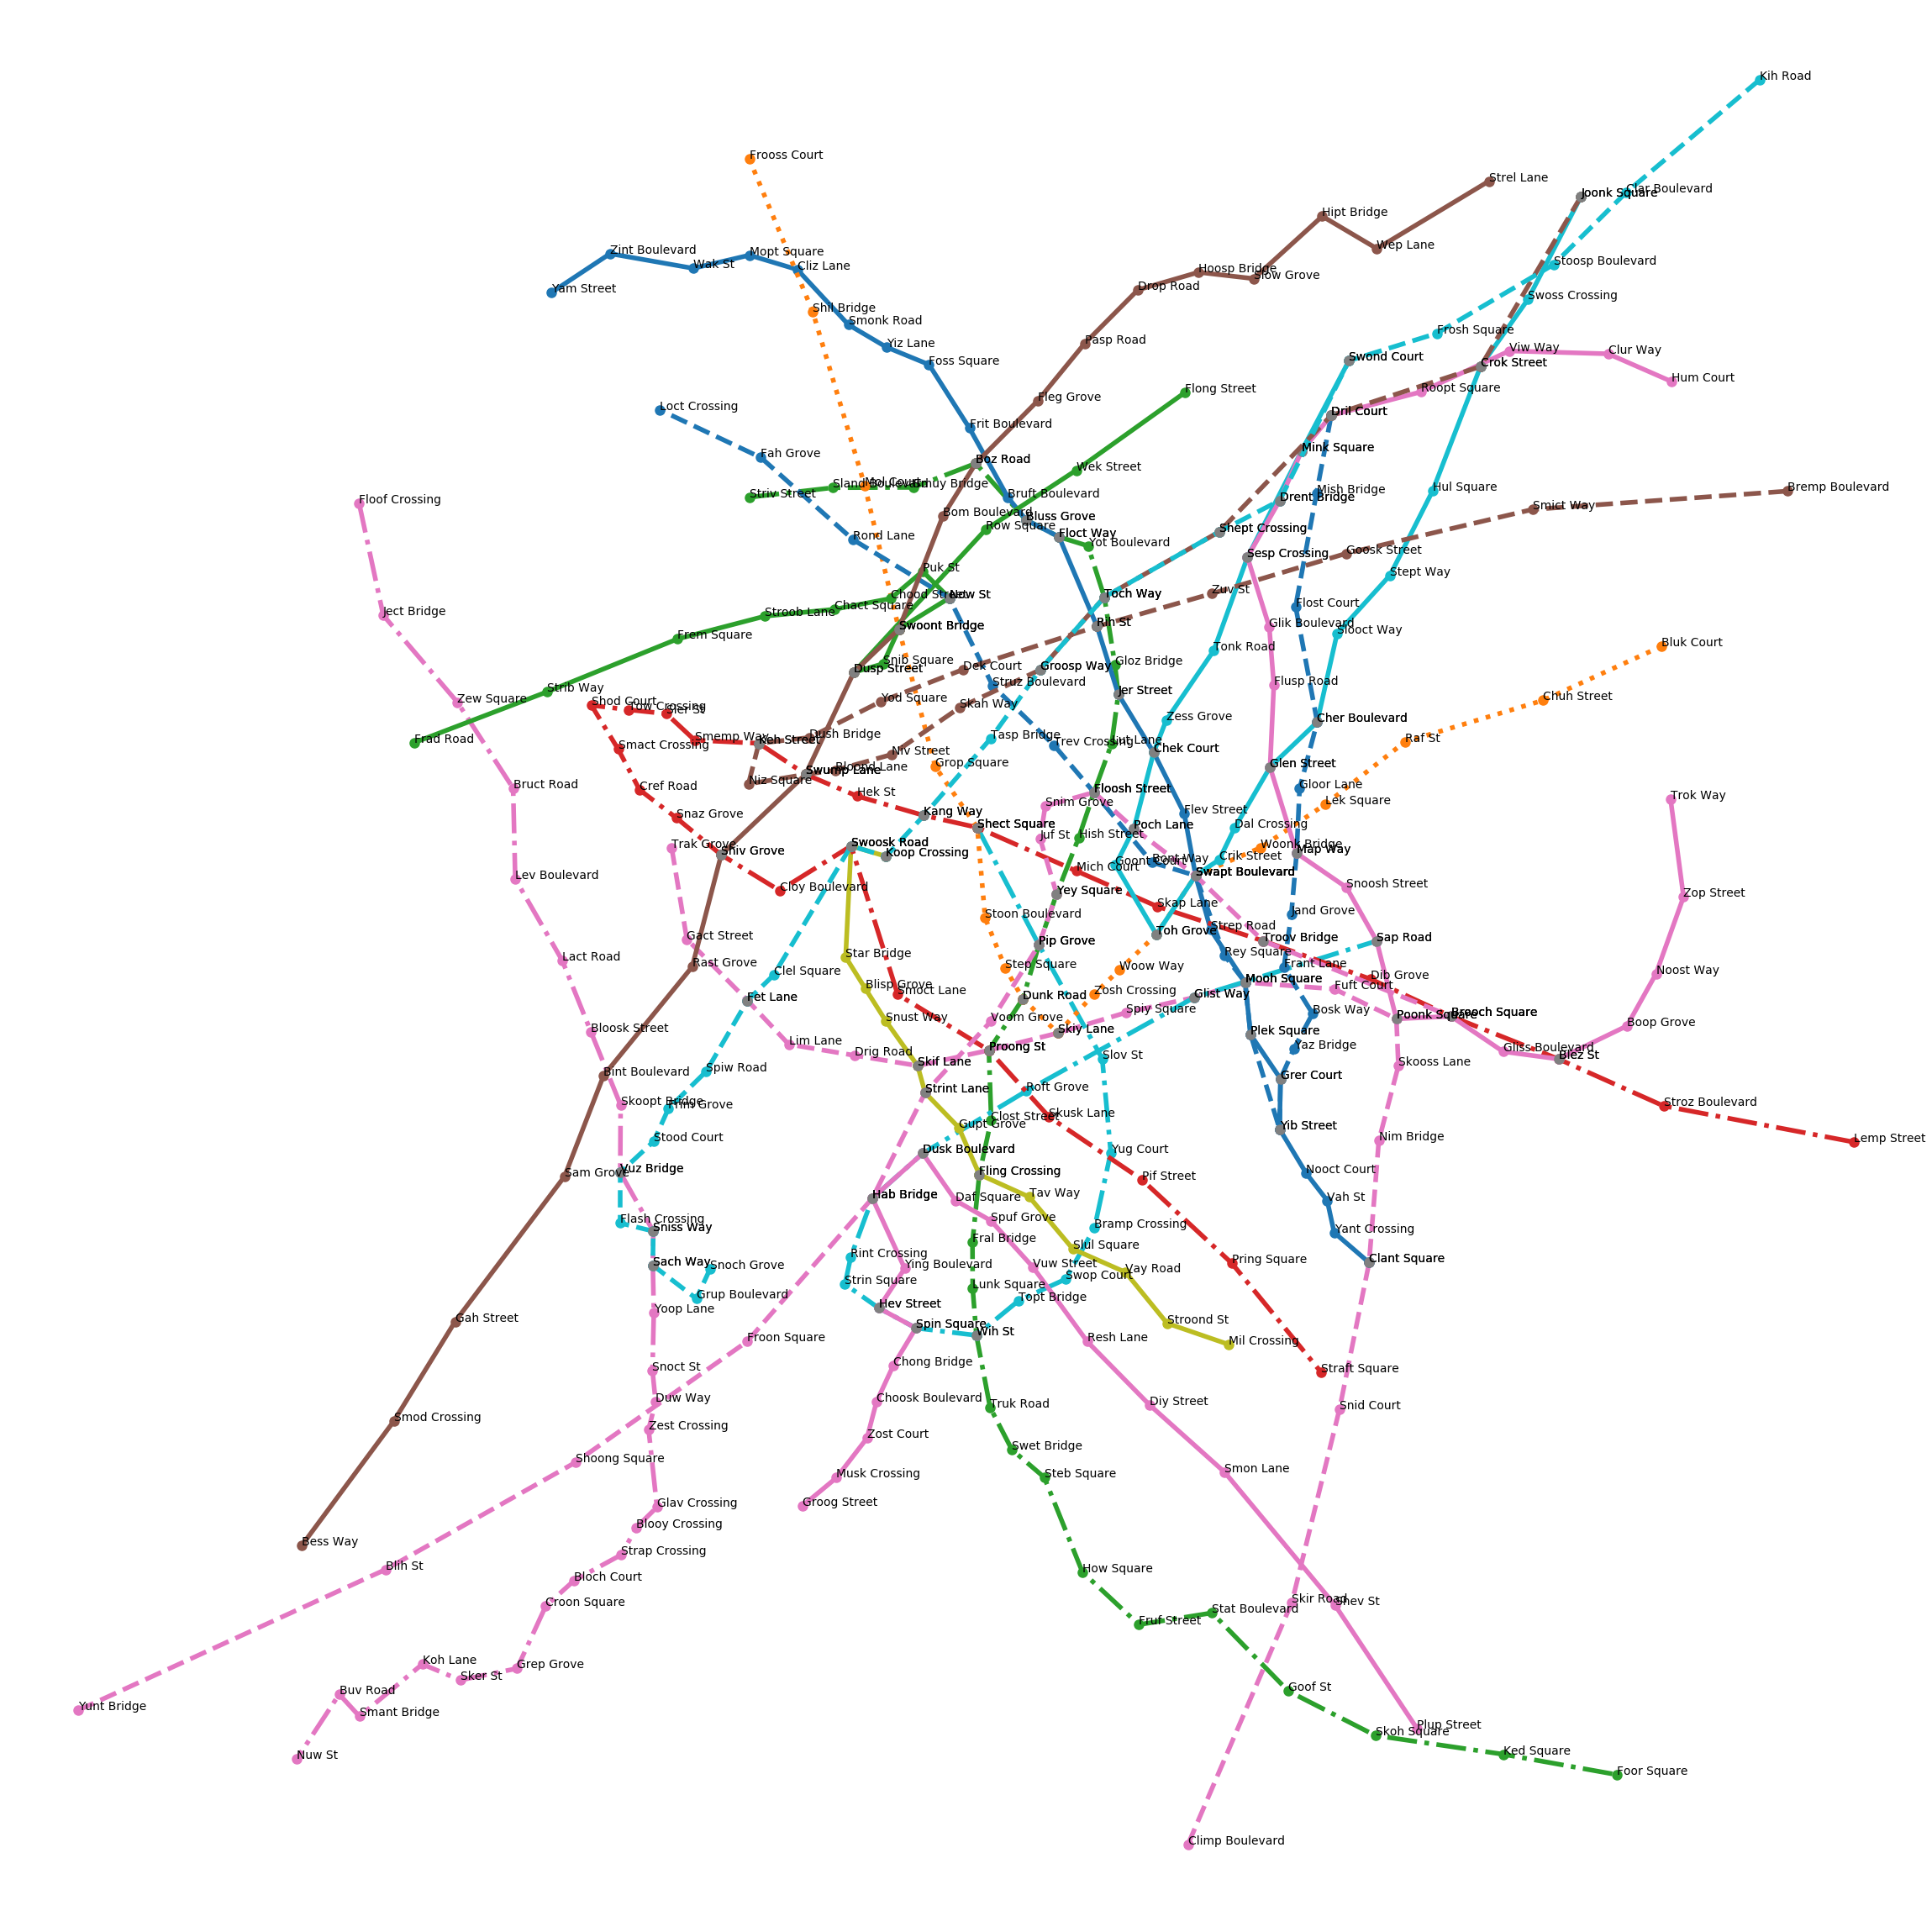 Kih Road
Frooss Court
Strel Lane
Joonk Square
Clar Boulevard
Hipt Bridge
Wep Lane
Zint Boulevard
Wak St
Mopt Square
Cliz Lane
Hoosp Bridge
Slow Grove
Stoosp Boulevard
Yam Street
Drop Road
Swoss Crossing
Shil Bridge
Smonk Road
Frosh Square
Pasp Road
Yiz Lane
Foss Square
Swond Court
Viw Way
Clur Way
Crok Street
Hum Court
Roopt Square
Flong Street
Fleg Grove
Loct Crossing
Dril Court
Frit Boulevard
Mink Square
Fah Grove
Boz Road
Wek Street
Striv Street
Sland Boulevard
Mol Court
Smuy Bridge
Bruft Boulevard
Mish Bridge
Hul Square
Bremp Boulevard
Floof Crossing
Drent Bridge
Smict Way
Bom Boulevard
Bluss Grove
Row Square
Floct Way
Yot Boulevard
Shept Crossing
Rond Lane
Sesp Crossing
Goosk Street
Stept Way
Puk St
Now St
Chood Street
Chact Square
Stroob Lane
Toch Way
Zuv St
Flost Court
Ject Bridge
Swoont Bridge
Rih St
Glik Boulevard
Slooct Way
Frem Square
Snib Square
Dusp Street
Dek Court
Groosp Way
Gloz Bridge
Tonk Road
Bluk Court
Struz Boulevard
Flusp Road
Strib Way
Zew Square
Shod Court
Tow Crossing
Sler St
Yod Square
Skah Way
Jer Street
Chuh Street
Zess Grove
Cher Boulevard
Frad Road
Smact Crossing
Smemp Way
Keh Street
Dush Bridge
Tasp Bridge
Trev Crossing
Jint Lane
Chek Court
Raf St
Niv Street
Bloond Lane
Swump Lane
Niz Square
Grop Square
Glen Street
Bruct Road
Cref Road
Hek St
Floosh Street
Gloor Lane
Trok Way
Snim Grove
Flev Street
Lek Square
Snaz Grove
Kang Way
Shect Square
Poch Lane
Dal Crossing
Juf St
Hish Street
Trak Grove
Shiv Grove
Swoosk Road
Koop Crossing
Woonk Bridge
Map Way
Crik Street
Goont Court
Bont Way
Mich Court
Swapt Boulevard
Lev Boulevard
Cloy Boulevard
Yey Square
Snoosh Street
Zop Street
Skap Lane
Stoon Boulevard
Jand Grove
Strep Road
Toh Grove
Gact Street
Pip Grove
Troov Bridge
Sap Road
Star Bridge
Rey Square
Lact Road
Rast Grove
Step Square
Woow Way
Frant Lane
Noost Way
Clel Square
Dib Grove
Mooh Square
Blisp Grove
Smoct Lane
Zosh Crossing
Fuft Court
Fet Lane
Dunk Road
Glist Way
Spiy Square
Bosk Way
Poonk Square
Brooch Square
Snust Way
Voom Grove
Bloosk Street
Skiy Lane
Plek Square
Boop Grove
Lim Lane
Drig Road
Proong St
Slov St
Yaz Bridge
Gliss Boulevard
Blez St
Skif Lane
Skooss Lane
Spiw Road
Bint Boulevard
Grer Court
Strint Lane
Roft Grove
Skoopt Bridge
Frim Grove
Stroz Boulevard
Clost Street
Skusk Lane
Gupt Grove
Yib Street
Stood Court
Nim Bridge
Lemp Street
Dusk Boulevard
Yug Court
Sam Grove
Vuz Bridge
Fling Crossing
Pif Street
Nooct Court
Hab Bridge
Daf Square
Tav Way
Vah St
Flash Crossing
Spuf Grove
Sniss Way
Bramp Crossing
Yant Crossing
Fral Bridge
Slul Square
Rint Crossing
Sach Way
Snoch Grove
Ying Boulevard
Vuw Street
Vay Road
Pring Square
Clant Square
Strin Square
Swop Court
Lunk Square
Grup Boulevard
Topt Bridge
Hev Street
Yoop Lane
Gah Street
Spin Square
Wih St
Stroond St
Froon Square
Resh Lane
Mil Crossing
Chong Bridge
Snoct St
Straft Square
Duw Way
Choosk Boulevard
Truk Road
Diy Street
Snid Court
Smod Crossing
Zest Crossing
Zost Court
Swet Bridge
Shoong Square
Musk Crossing
Steb Square
Smon Lane
Glav Crossing
Groog Street
Blooy Crossing
Bess Way
Strap Crossing
Blih St
Bloch Court
How Square
Croon Square
Skir Road
Shev St
Fruf Street
Stat Boulevard
Koh Lane
Grep Grove
Sker St
Buv Road
Goof St
Yunt Bridge
Smant Bridge
Plup Street
Skoh Square
Nuw St
Ked Square
Foor Square
Climp Boulevard